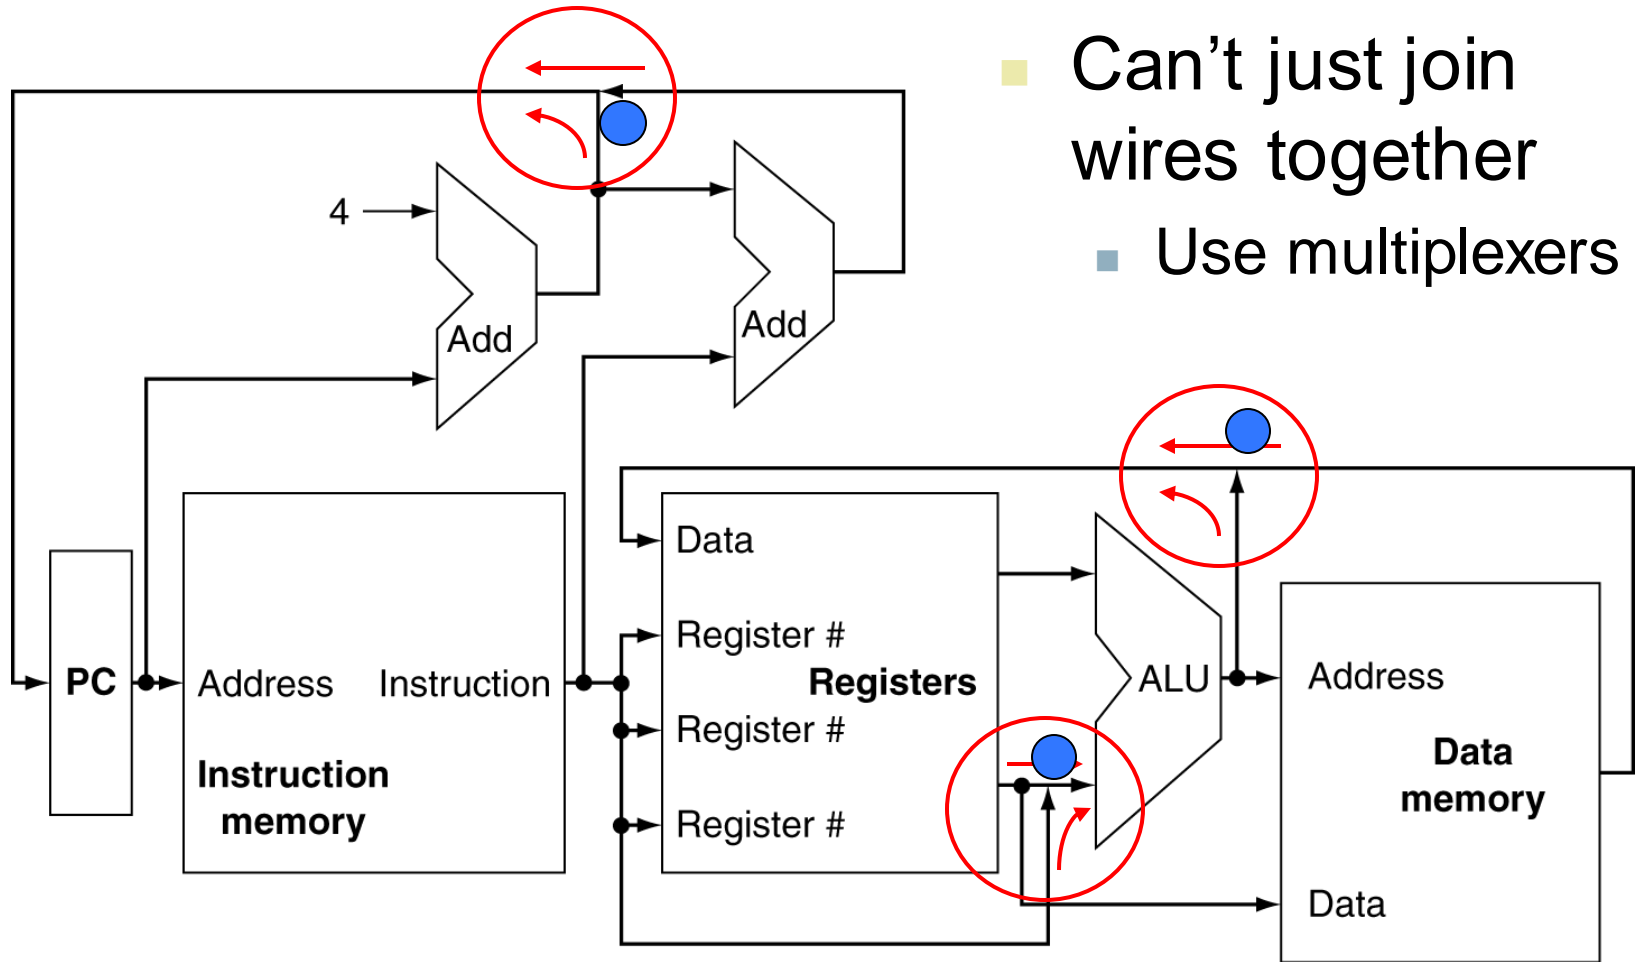 Can’t just join
wires together
Use multiplexers
4
Add
Add
Data
Register #
PC
Address
Instruction
Registers
ALU
Address
Register #
Instruction
memory
Data
memory
Register #
Data